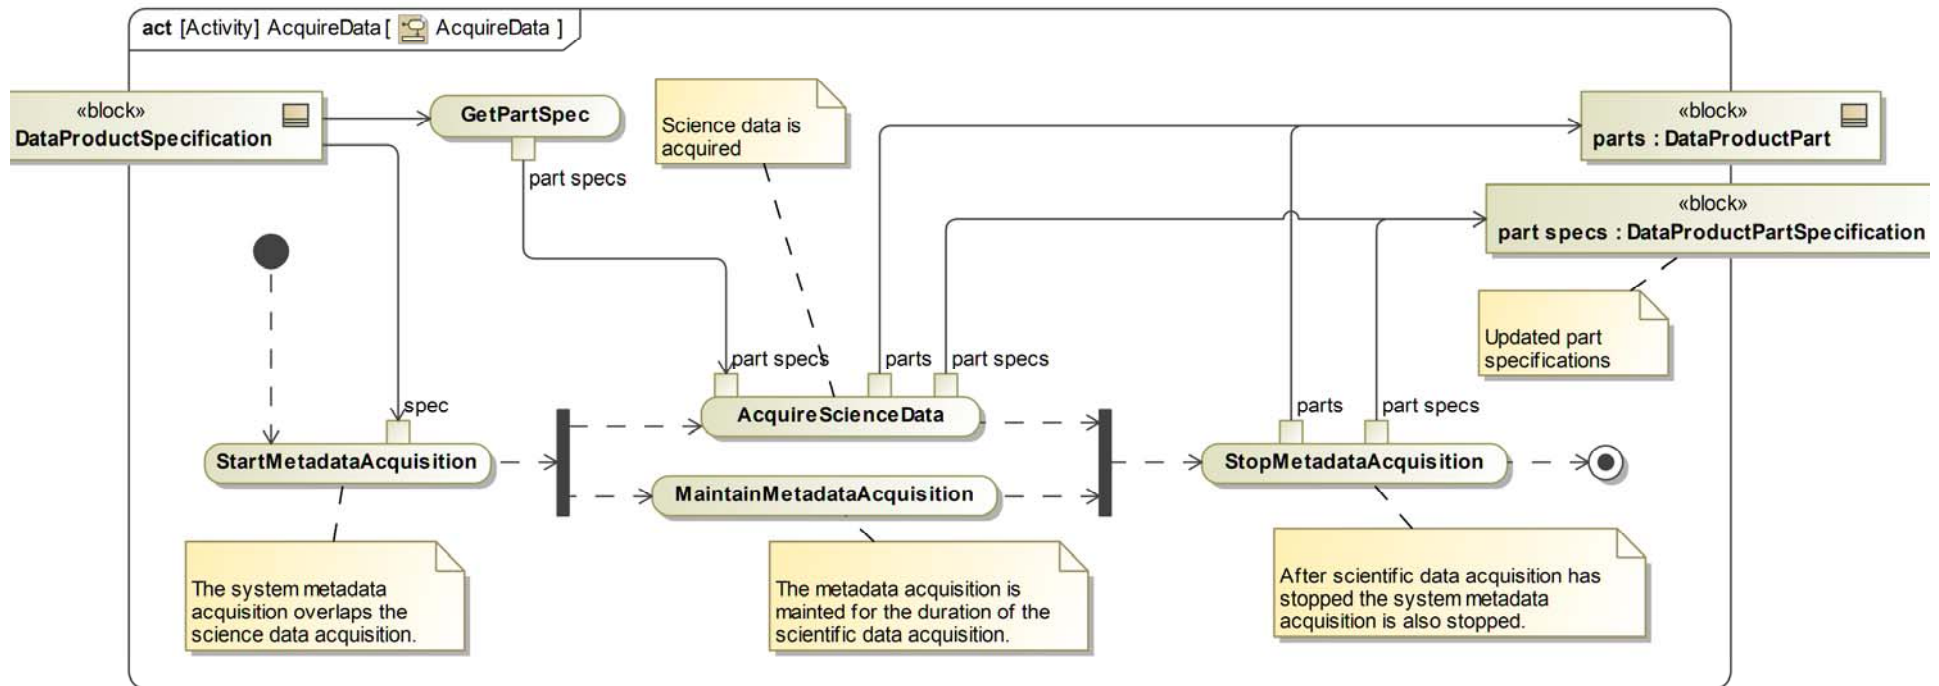 act [Activity] AcquireData [ AcquireData ]
«block»
DataProductSpecification
GetPartSpec
part specs
Science data is
acquired
«block»
parts : DataProductPart
«block»
part specs : DataProductPartSpecification
Updated part
specifications
spec
StartMetadataAcquisition
part specs
parts
part specs
AcquireScienceData
MaintainMetadataAcquisition
parts
part specs
StopMetadataAcquisition
The system metadata
acquisition overlaps the
science data acquisition.
The metadata acquisition is
mainted for the duration of the
scientific data acquisition.
After scientific data acquisition has
stopped the system metadata
acquisition is also stopped.